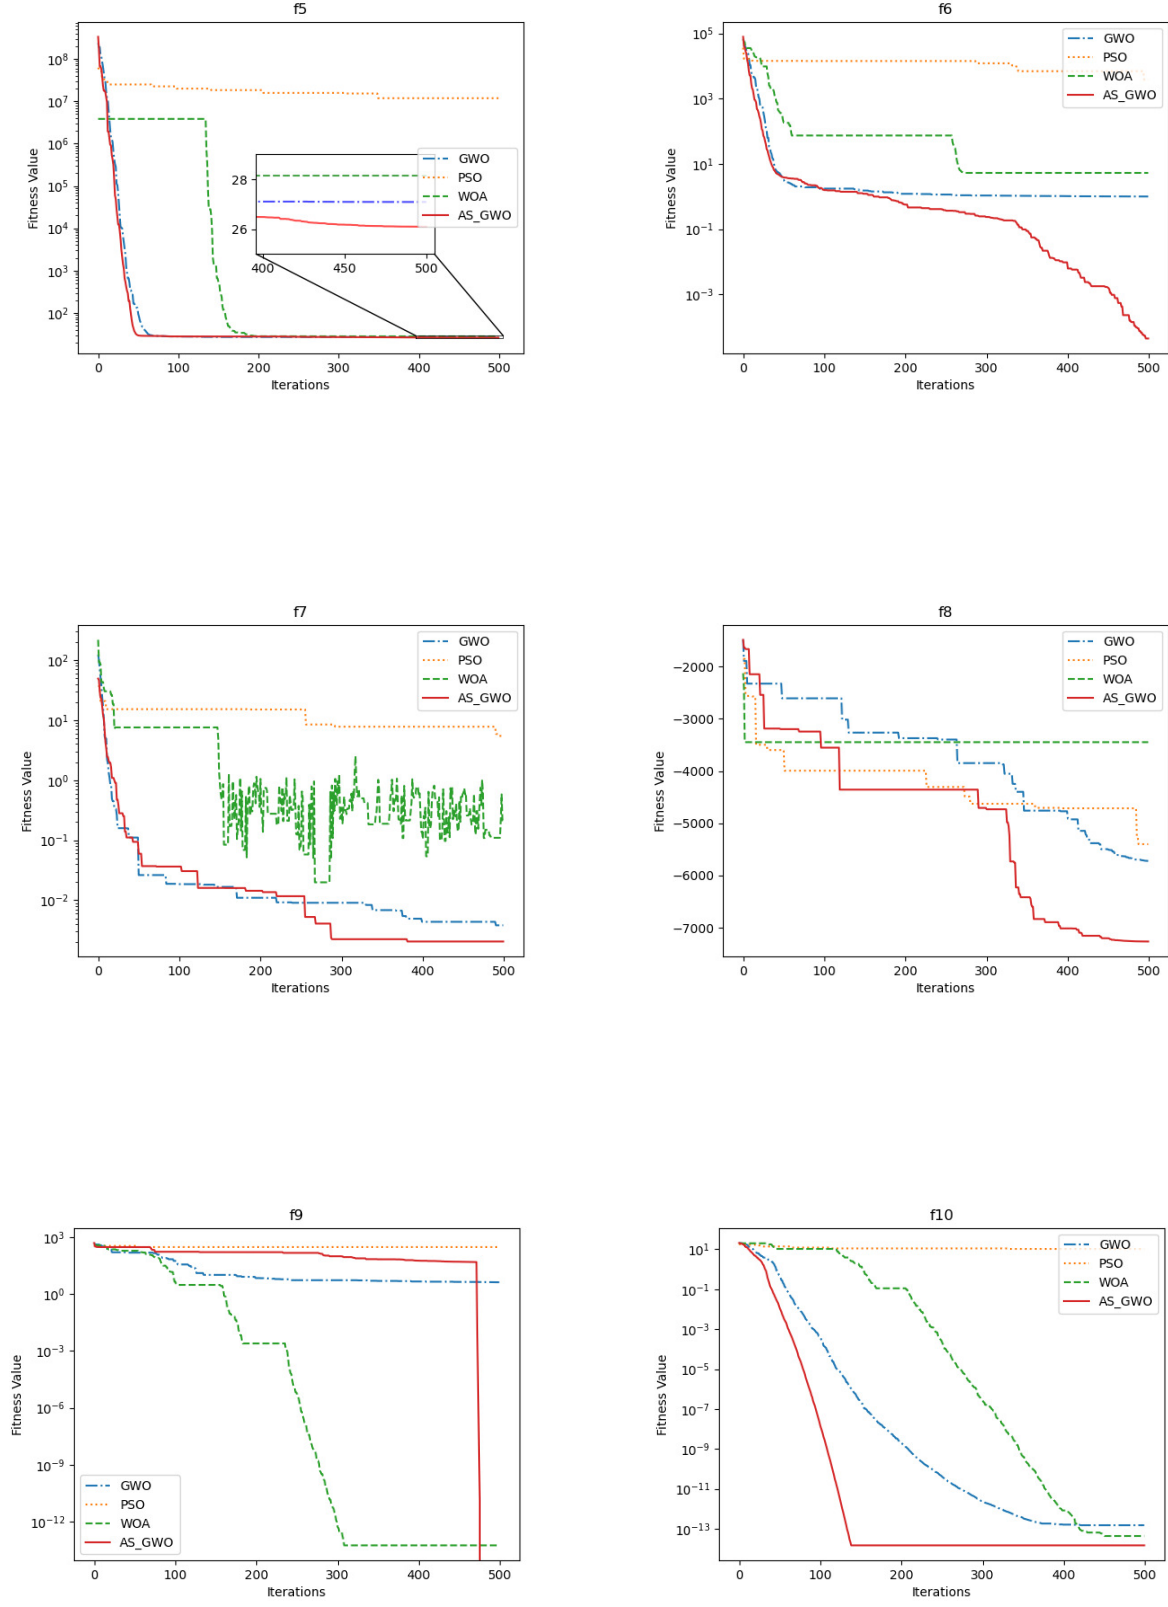 f5
10^8
10^7
10^6
10^5
10^4
10^3
10^2
Fitness Value
28
26
400 450 500
GWO
PSO
WOA
AS_GWO
0 100 200 300 400 500
Iterations
f6
10^5
10^3
10^1
10^-1
10^-3
Fitness Value
GWO
PSO
WOA
AS_GWO
0 100 200 300 400 500
Iterations
f7
10^2
10^1
10^0
10^-1
10^-2
Fitness Value
GWO
PSO
WOA
AS_GWO
0 100 200 300 400 500
Iterations
f8
−2000
−3000
−4000
−5000
−6000
−7000
Fitness Value
GWO
PSO
WOA
AS_GWO
0 100 200 300 400 500
Iterations
f9
10^3
10^0
10^-3
10^-6
10^-9
10^-12
Fitness Value
GWO
PSO
WOA
AS_GWO
0 100 200 300 400 500
Iterations
f10
10^1
10^-1
10^-3
10^-5
10^-7
10^-9
10^-11
10^-13
Fitness Value
GWO
PSO
WOA
AS_GWO
0 100 200 300 400 500
Iterations